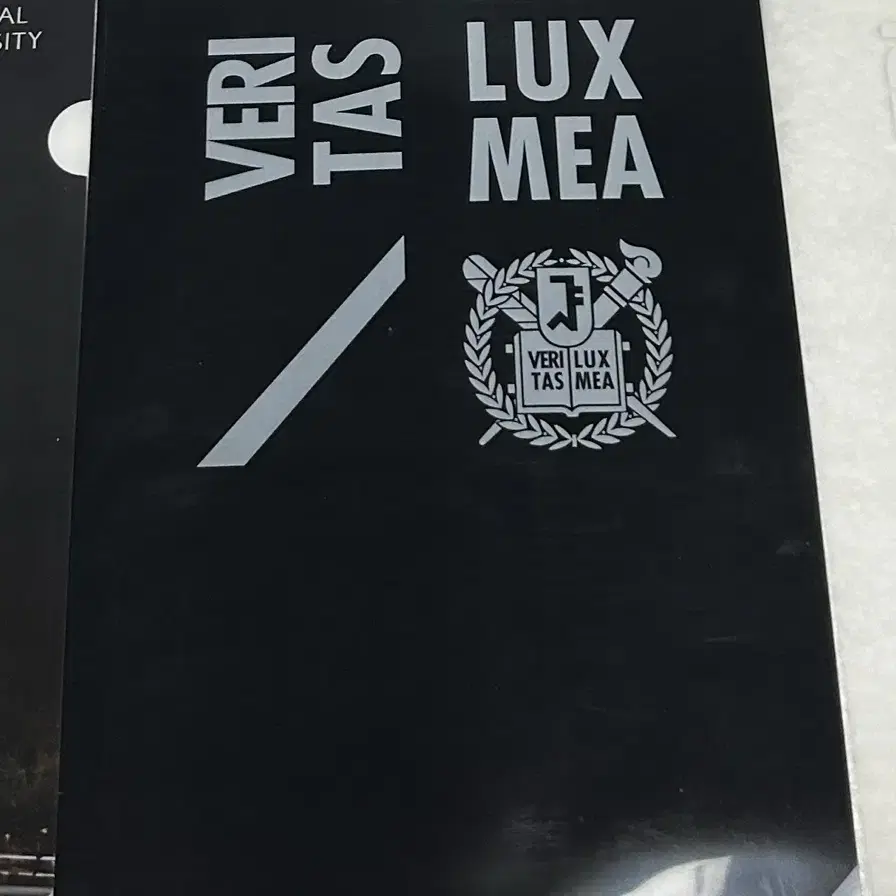 AL
SITY
VERI
TAS
LUX
MEA
VERI LUX
TAS MEA